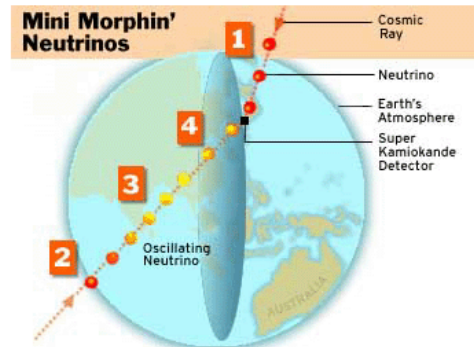 Mini Morphin'
Neutrinos
1
Cosmic
Ray
Neutrino
Earth's
Atmosphere
Super
Kamiokande
Detector
4
3
Oscillating
Neutrino
2
AUSTRALIA